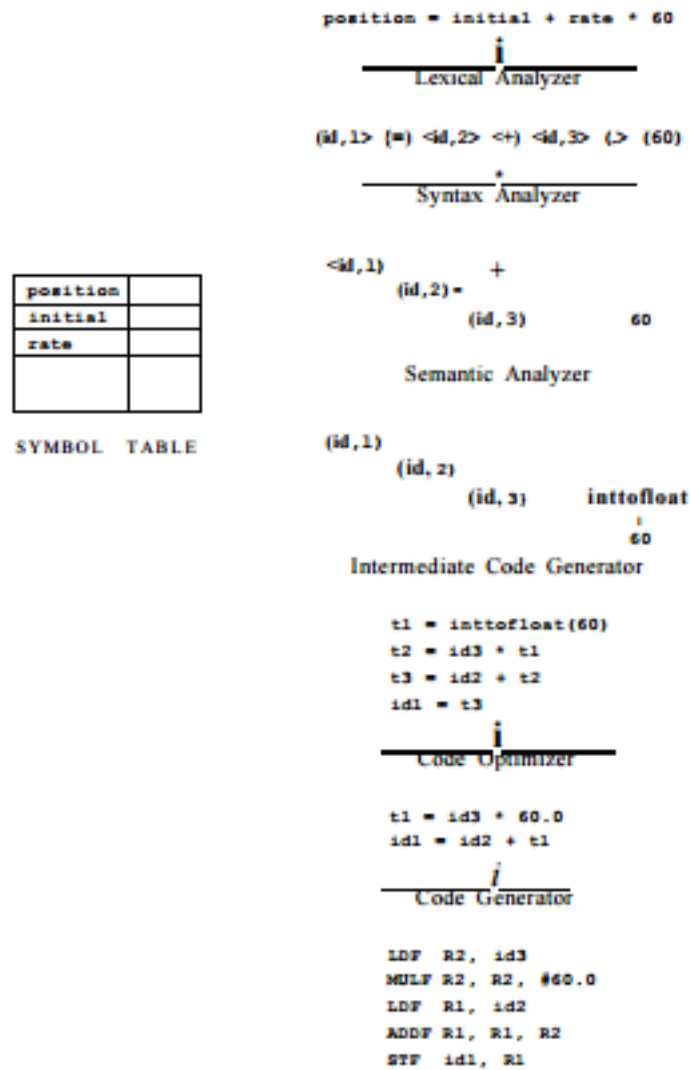 position = initial + rate * 60
i
Lexical Analyzer
(id,1> (=) <id,2> <+) <id,3> (.> (60)
*
Syntax Analyzer
<id,1) +
(id,2) =
(id,3) 60
Semantic Analyzer
position
initial
rate
SYMBOL TABLE
(id,1)
(id, 2)
(id, 3) inttofloat
60
Intermediate Code Generator
t1 = inttofloat(60)
t2 = id3 * t1
t3 = id2 + t2
id1 = t3
i
Code Optimizer
t1 = id3 * 60.0
id1 = id2 + t1
i
Code Generator
LDF R2, id3
MULF R2, R2, #60.0
LDF R1, id2
ADDF R1, R1, R2
STF id1, R1